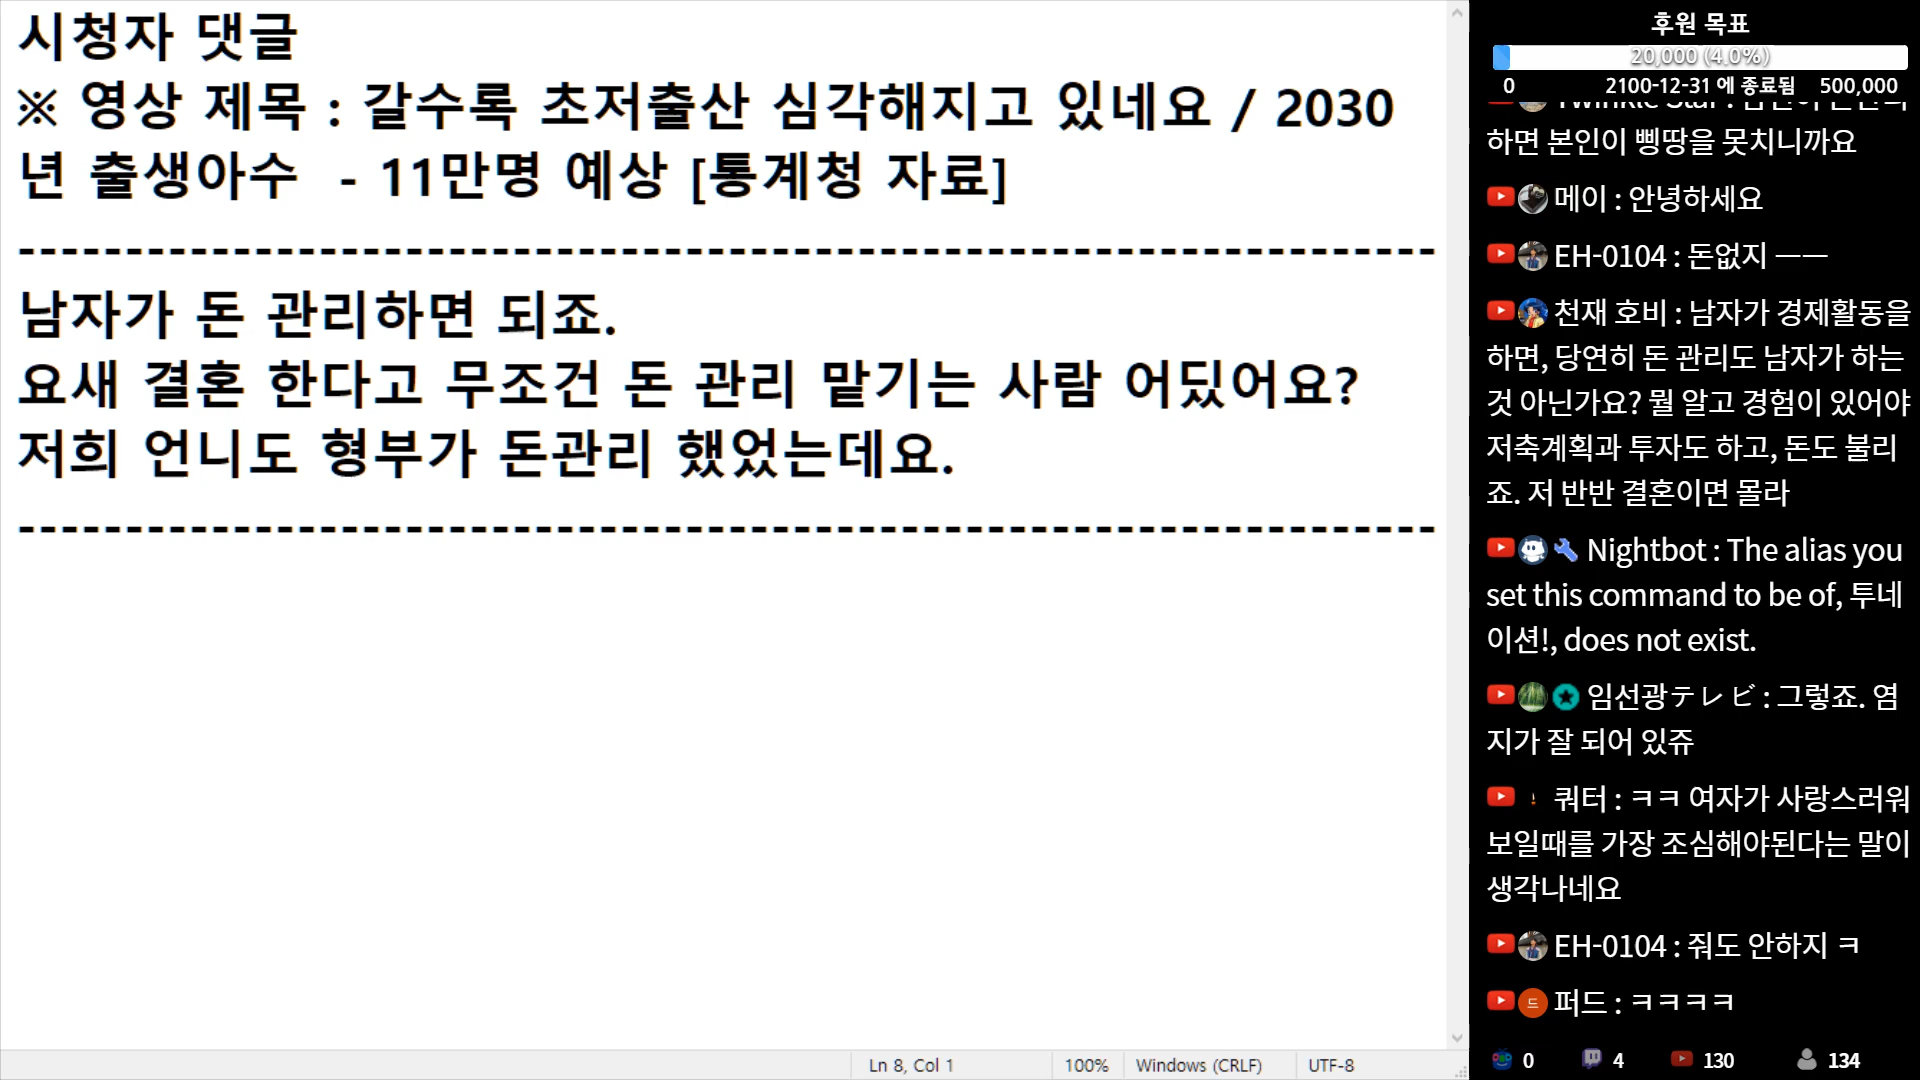 시청자 댓글
※ 영상 제목 : 갈수록 초저출산 심각해지고 있네요 / 2030
년 출생아수 - 11만명 예상 [통계청 자료]
------------------------------------------------------------------
남자가 돈 관리하면 되죠.
요새 결혼 한다고 무조건 돈 관리 맡기는 사람 어딨어요?
저희 언니도 형부가 돈관리 했었는데요.
------------------------------------------------------------------
Ln 8, Col 1
100%
Windows (CRLF)
UTF-8
후원 목표
20,000 (4.0%)
0 2100-12-31 에 종료됨 500,000
하면 본인이 삥땅을 못치니까요
메이 : 안녕하세요
EH-0104 : 돈없지 ㅡㅡ
천재 호비 : 남자가 경제활동을
하면, 당연히 돈 관리도 남자가 하는
것 아닌가요? 뭘 알고 경험이 있어야
저축계획과 투자도 하고, 돈도 불리
죠. 저 반반 결혼이면 몰라
Nightbot : The alias you
set this command to be of, 투네
이션!, does not exist.
임선광テレビ : 그렇죠. 염
지가 잘 되어 있쥬
쿼터 : ㅋㅋ 여자가 사랑스러워
보일때를 가장 조심해야된다는 말이
생각나네요
EH-0104 : 줘도 안하지 ㅋ
드 퍼드 : ㅋㅋㅋㅋ
0 4 130 134